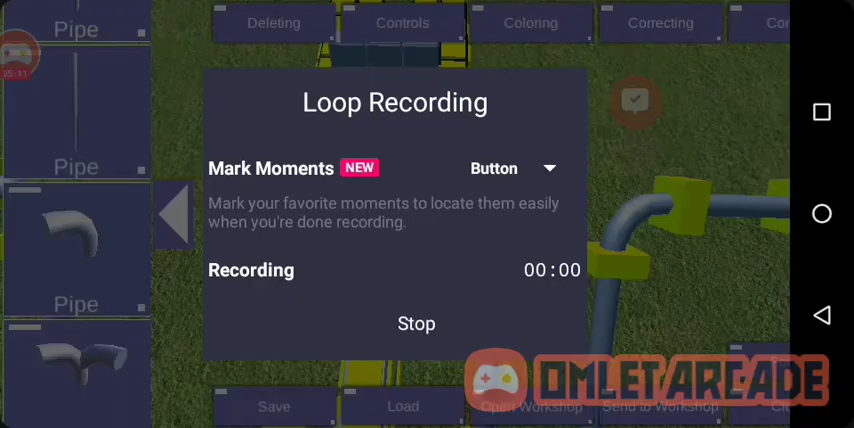 Deleting
Controls
Coloring
Correcting
Pipe
05:11
Pipe
Pipe
Loop Recording
Mark Moments NEW
Button
Mark your favorite moments to locate them easily
when you're done recording.
Recording
00:00
Stop
OMLET ARCADE
Save
Load
Open Workshop
Send to Workshop